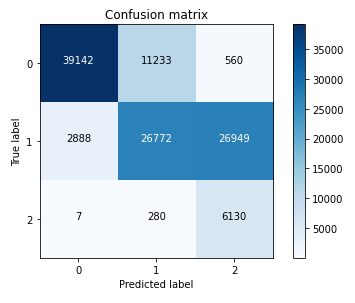 Confusion matrix
True label
0
39142 11233 560
1
2888 26772 26949
2
7 280 6130
0 1 2
Predicted label
35000
30000
25000
20000
15000
10000
5000